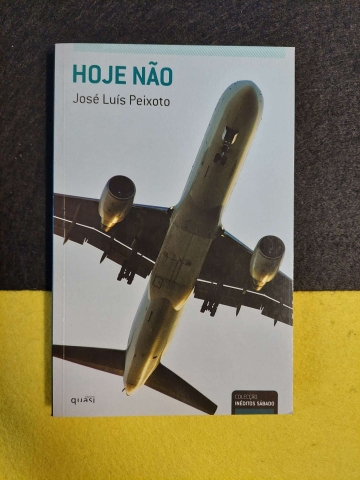 HOJE NÃO
José Luís Peixoto
quasi
COLECÇÃO
INÉDITOS SÁBADO